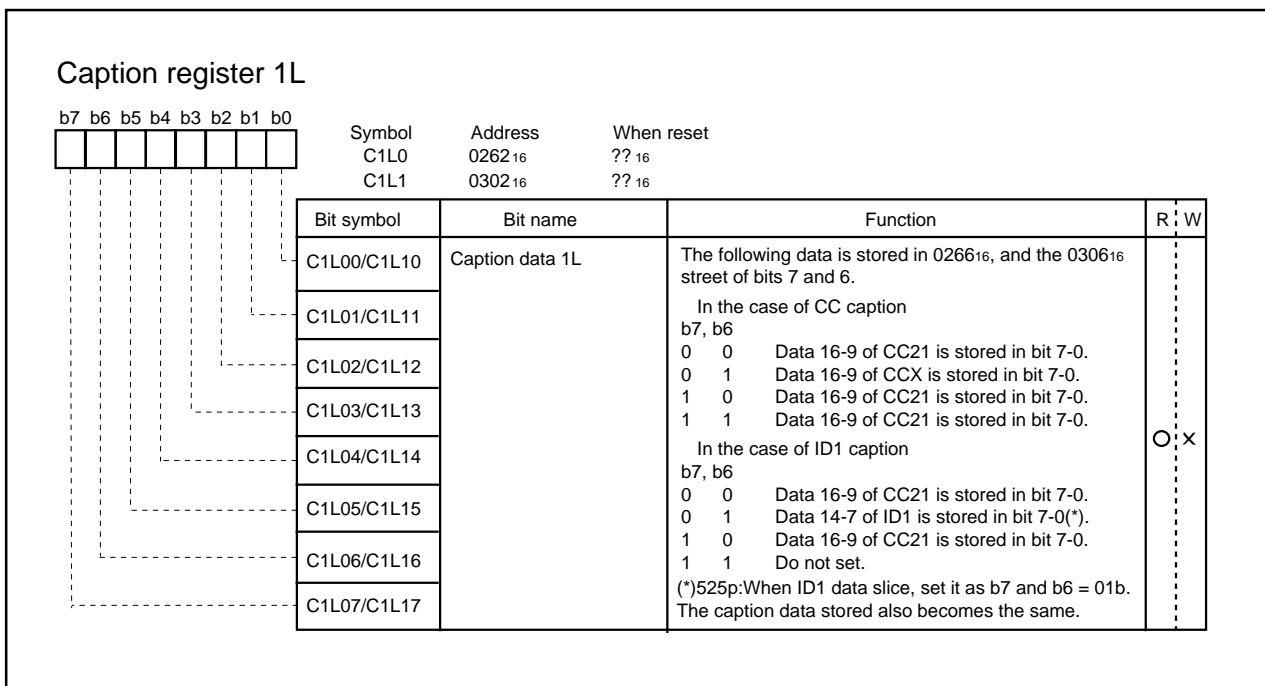 Caption register 1L
b7 b6 b5 b4 b3 b2 b1 b0
Symbol Address When reset
C1L0 0262 16 ?? 16
C1L1 0302 16 ?? 16
Bit symbol Bit name Function R W
C1L00/C1L10 Caption data 1L The following data is stored in 026616, and the 030616
street of bits 7 and 6.
In the case of CC caption
C1L01/C1L11
b7, b6
0 0 Data 16-9 of CC21 is stored in bit 7-0.
C1L02/C1L12
0 1 Data 16-9 of CCX is stored in bit 7-0.
1 0 Data 16-9 of CC21 is stored in bit 7-0.
C1L03/C1L13
1 1 Data 16-9 of CC21 is stored in bit 7-0.
O X
In the case of ID1 caption
C1L04/C1L14
b7, b6
0 0 Data 16-9 of CC21 is stored in bit 7-0.
C1L05/C1L15
0 1 Data 14-7 of ID1 is stored in bit 7-0(*).
1 0 Data 16-9 of CC21 is stored in bit 7-0.
C1L06/C1L16
1 1 Do not set.
(*)525p:When ID1 data slice, set it as b7 and b6 = 01b.
C1L07/C1L17
The caption data stored also becomes the same.